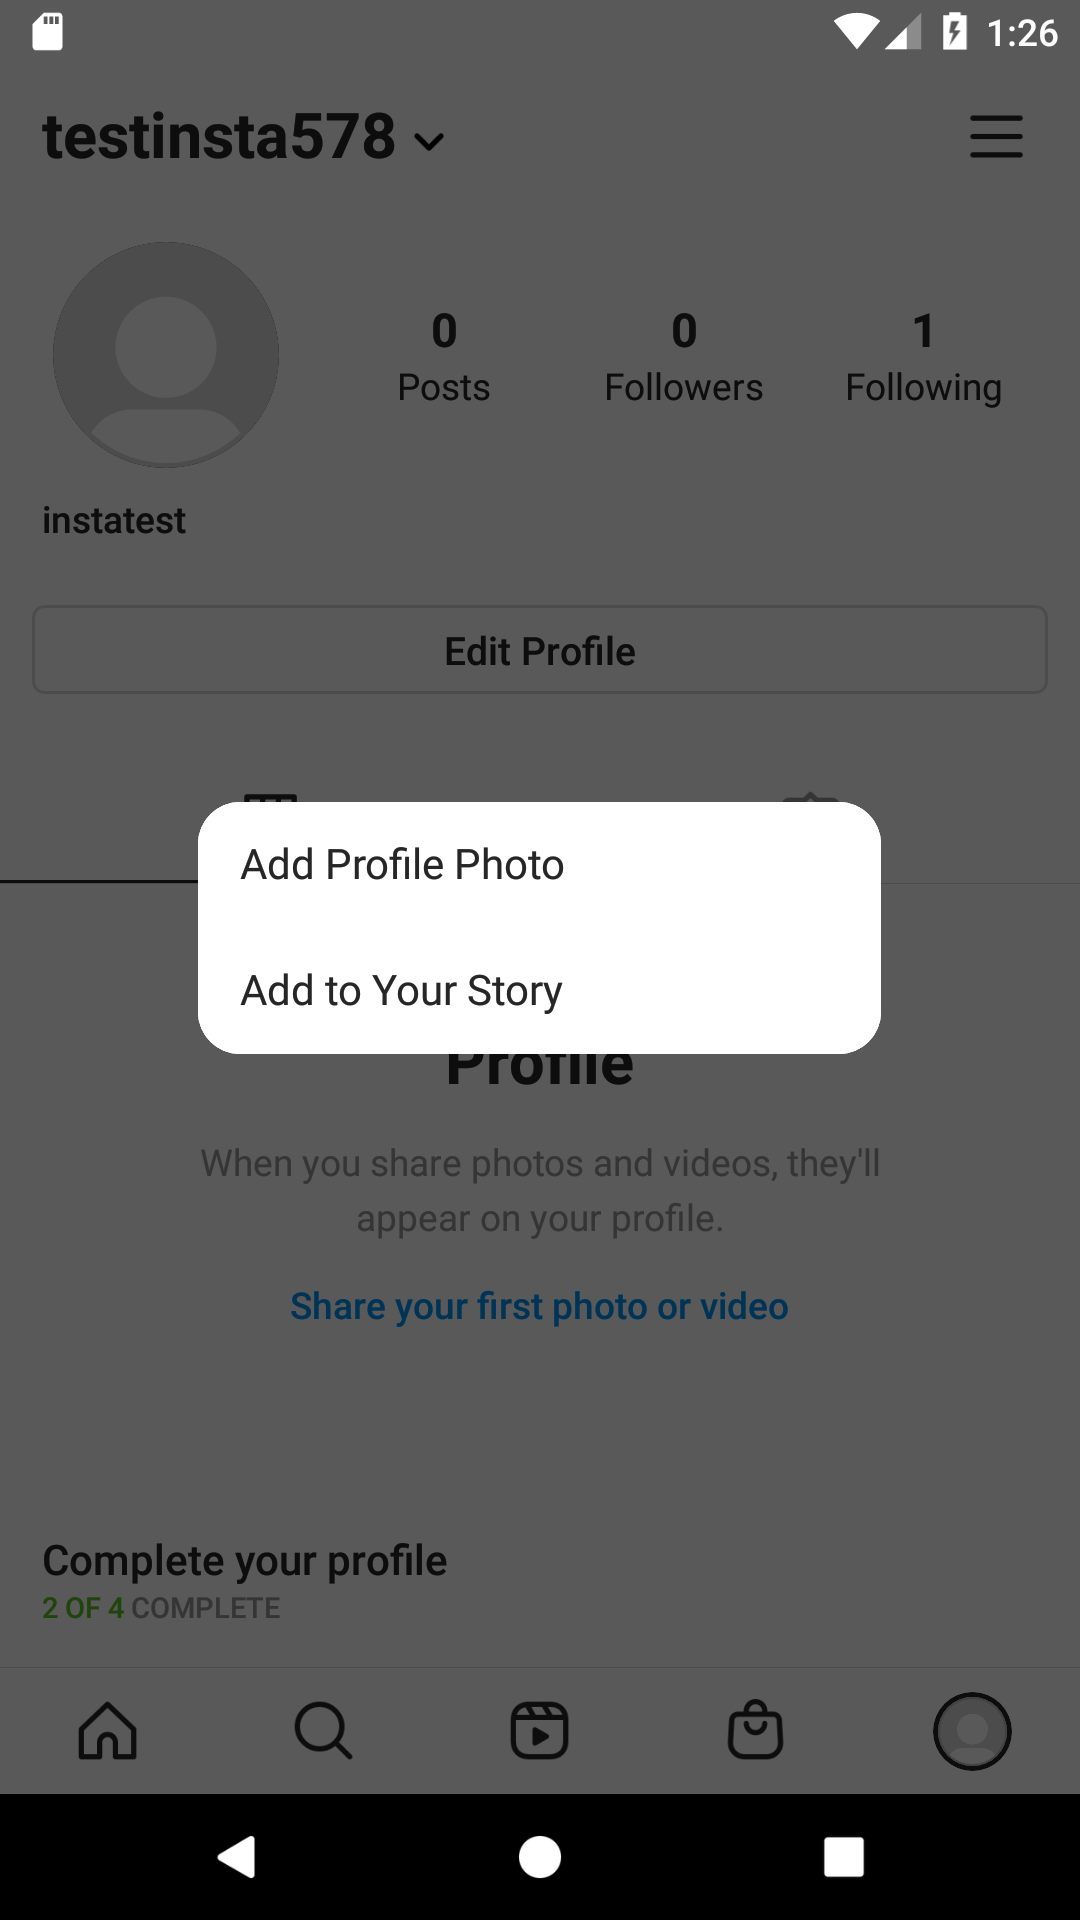 1:26
testinsta578
0
Posts
0
Followers
1
Following
instatest
Edit Profile
Add Profile Photo
Add to Your Story
Profile
When you share photos and videos, they'll
appear on your profile.
Share your first photo or video
Complete your profile
2 OF 4 COMPLETE